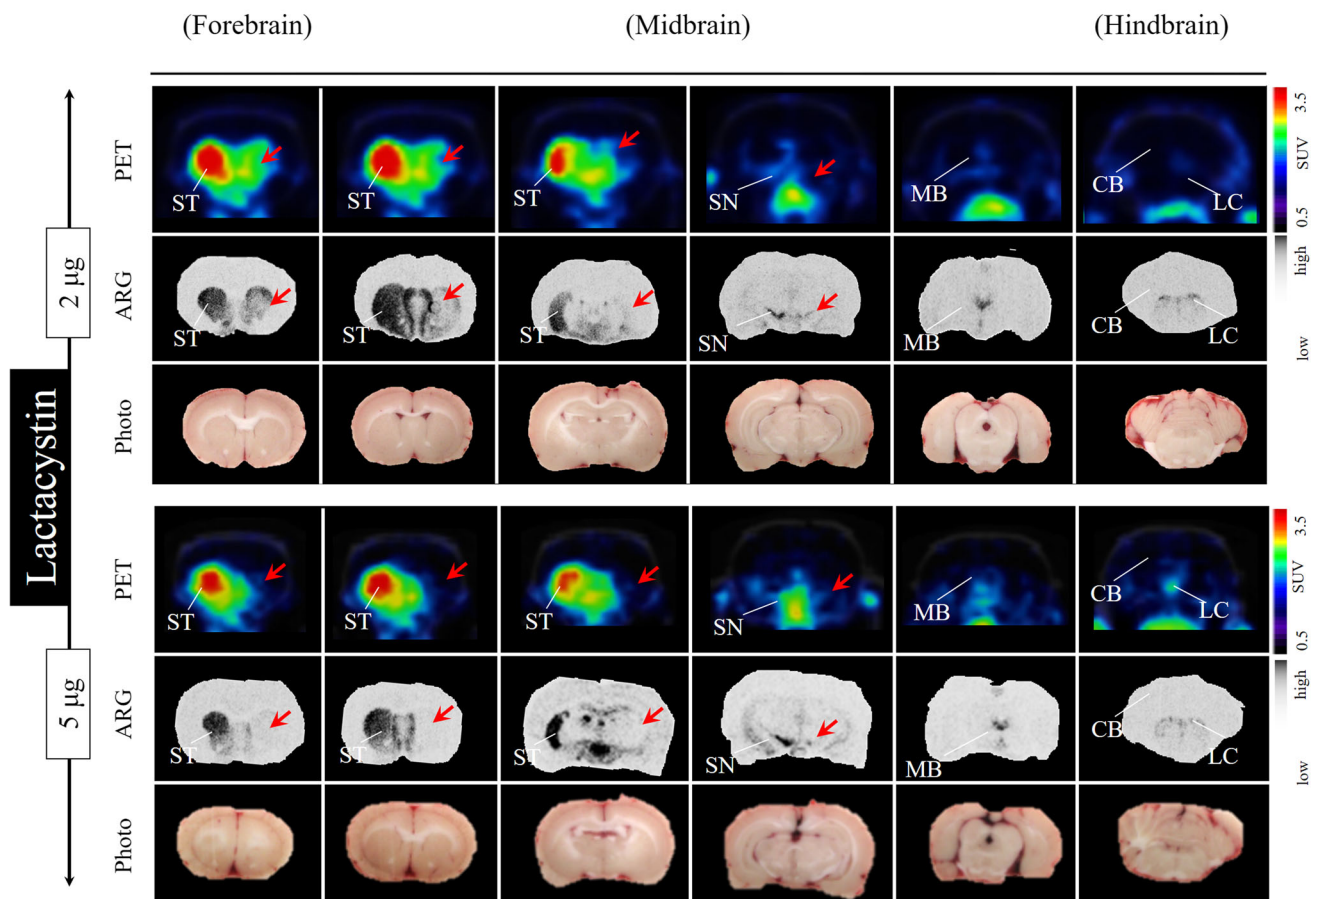 (Forebrain)
(Midbrain)
(Hindbrain)
Lactacystin
2 µg
PET
ST
ST
ST
SN
MB
CB
LC
3.5
SUV
0.5
ARG
ST
ST
ST
SN
MB
CB
LC
high
low
Photo
5 µg
PET
ST
ST
ST
SN
MB
CB
LC
3.5
SUV
0.5
ARG
ST
ST
ST
SN
MB
CB
LC
high
low
Photo